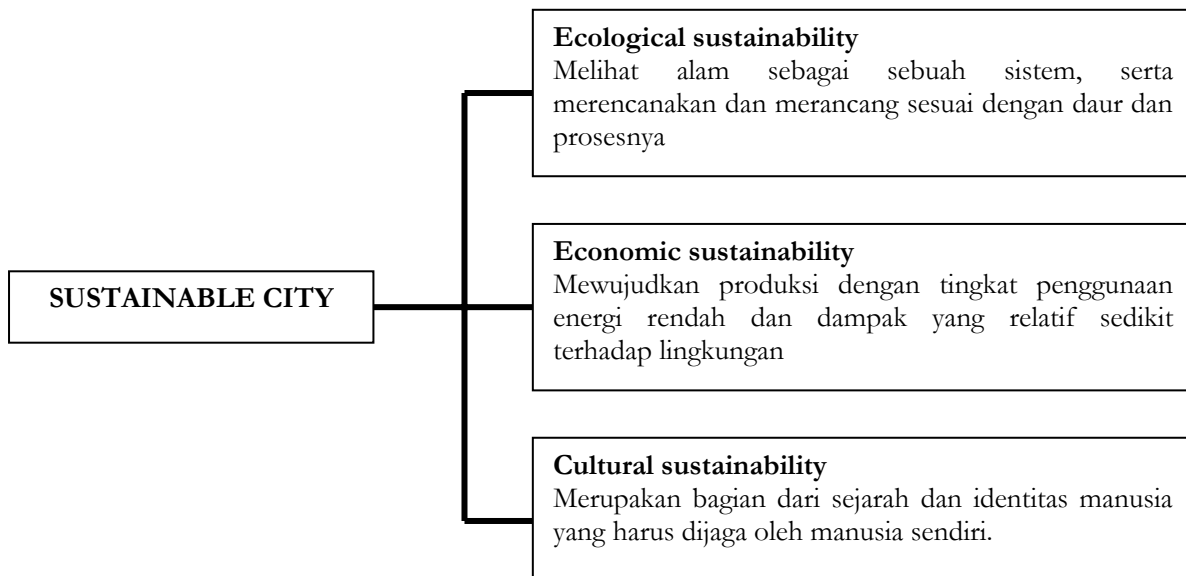 Ecological sustainability
Melihat alam sebagai sebuah sistem, serta
merencanakan dan merancang sesuai dengan daur dan
prosesnya
Economic sustainability
Mewujudkan produksi dengan tingkat penggunaan
energi rendah dan dampak yang relatif sedikit
terhadap lingkungan
SUSTAINABLE CITY
Cultural sustainability
Merupakan bagian dari sejarah dan identitas manusia
yang harus dijaga oleh manusia sendiri.